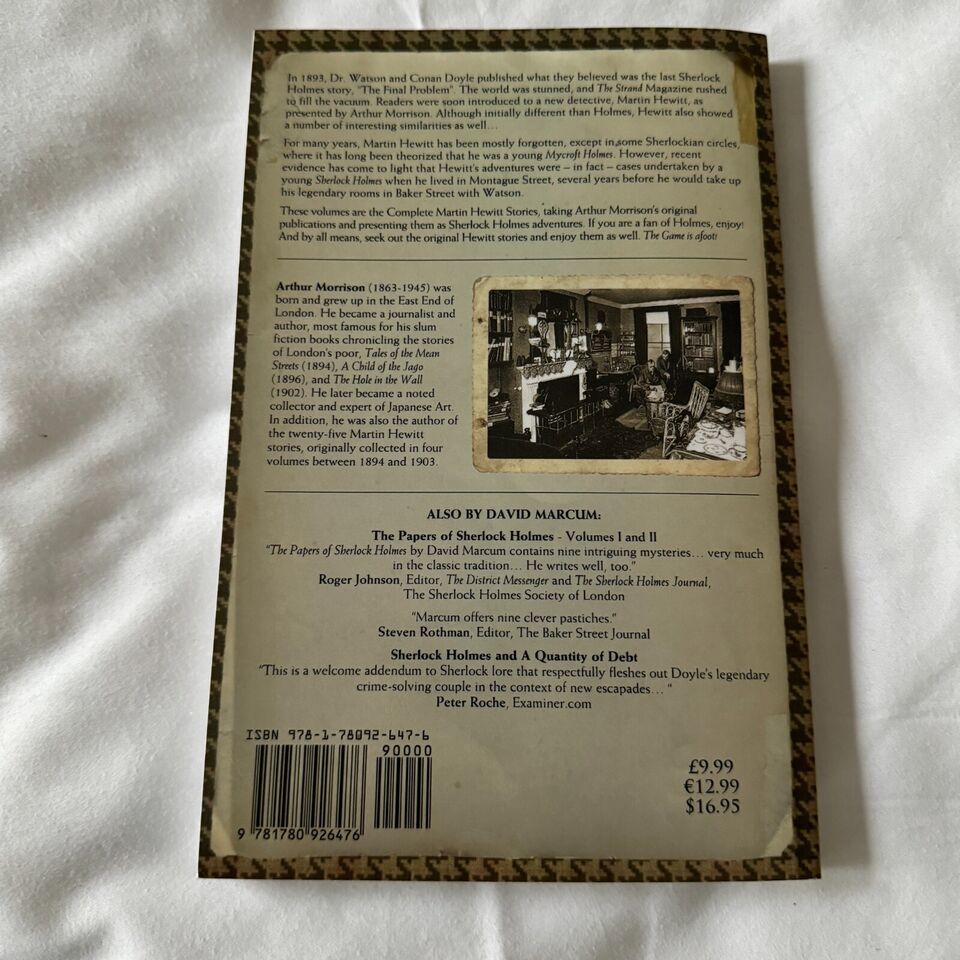 In 1893, Dr. Watson and Conan Doyle published what they believed was the last Sherlock
Holmes story, "The Final Problem". The world was stunned, and The Strand Magazine rushed
to fill the vacuum. Readers were soon introduced to a new detective, Martin Hewitt, as
presented by Arthur Morrison. Although initially different than Holmes, Hewitt also showed
a number of interesting similarities as well...
For many years, Martin Hewitt has been mostly forgotten, except in some Sherlockian circles,
where it has long been theorized that he was a young Mycroft Holmes. However, recent
evidence has come to light that Hewitt's adventures were – in fact – cases undertaken by a
young Sherlock Holmes when he lived in Montague Street, several years before he would take up
his legendary rooms in Baker Street with Watson.
These volumes are the Complete Martin Hewitt Stories, taking Arthur Morrison's original
publications and presenting them as Sherlock Holmes adventures. If you are a fan of Holmes, enjoy!
And by all means, seek out the original Hewitt stories and enjoy them as well. The Game is afoot!
Arthur Morrison (1863-1945) was
born and grew up in the East End of
London. He became a journalist and
author, most famous for his slum
fiction books chronicling the stories
of London's poor, Tales of the Mean
Streets (1894), A Child of the Jago
(1896), and The Hole in the Wall
(1902). He later became a noted
collector and expert of Japanese Art.
In addition, he was also the author of
the twenty-five Martin Hewitt
stories, originally collected in four
volumes between 1894 and 1903.
ALSO BY DAVID MARCUM:
The Papers of Sherlock Holmes - Volumes I and II
"The Papers of Sherlock Holmes by David Marcum contains nine intriguing mysteries... very much
in the classic tradition... He writes well, too."
Roger Johnson, Editor, The District Messenger and The Sherlock Holmes Journal,
The Sherlock Holmes Society of London
"Marcum offers nine clever pastiches."
Steven Rothman, Editor, The Baker Street Journal
Sherlock Holmes and A Quantity of Debt
"This is a welcome addendum to Sherlock lore that respectfully fleshes out Doyle's legendary
crime-solving couple in the context of new escapades... "
Peter Roche, Examiner.com
ISBN 978-1-78092-647-6
90000
9 781780 926476
£9.99
€12.99
$16.95